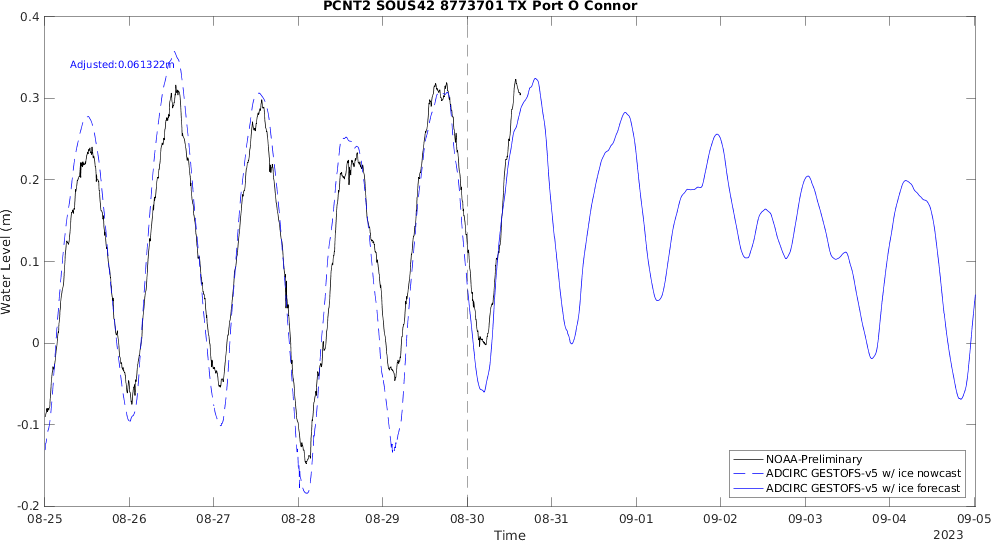 PCNT2 SOUS42 8773701 TX Port O Connor
Adjusted:0.061322m
0.4
0.3
0.2
0.1
0
-0.1
-0.2
Water Level (m)
NOAA-Preliminary
ADCIRC GESTOFS-v5 w/ ice nowcast
ADCIRC GESTOFS-v5 w/ ice forecast
08-25 08-26 08-27 08-28 08-29 08-30 08-31 09-01 09-02 09-03 09-04 09-05
Time
2023